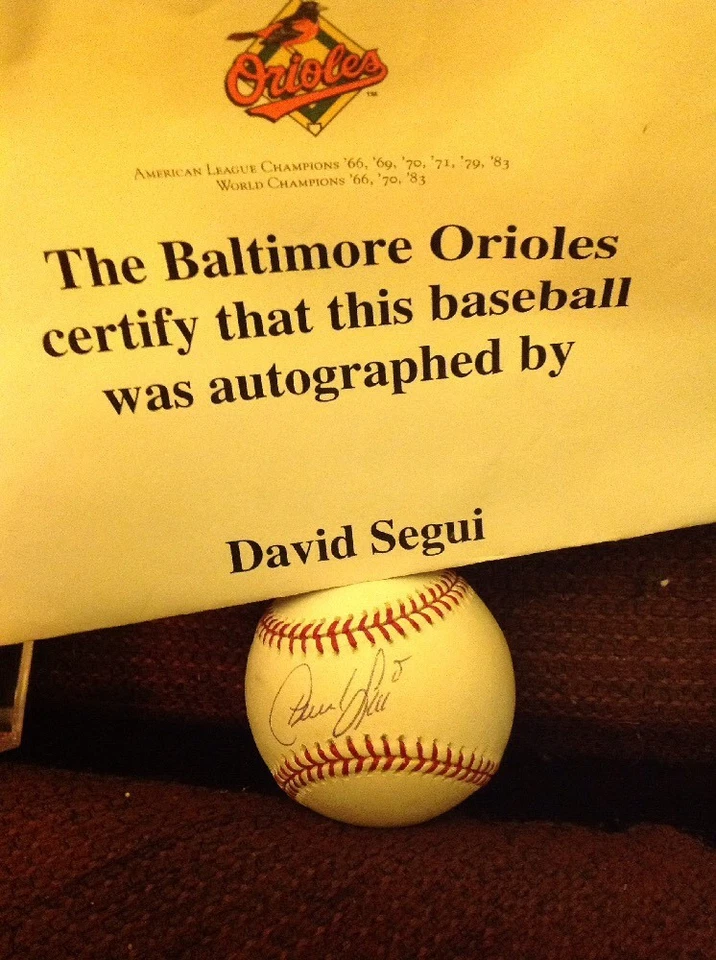 Orioles
TM
AMERICAN LEAGUE CHAMPIONS '66, '69, '70, '71, '79, '83
WORLD CHAMPIONS '66, '70, '83
The Baltimore Orioles
certify that this baseball
was autographed by
David Segui